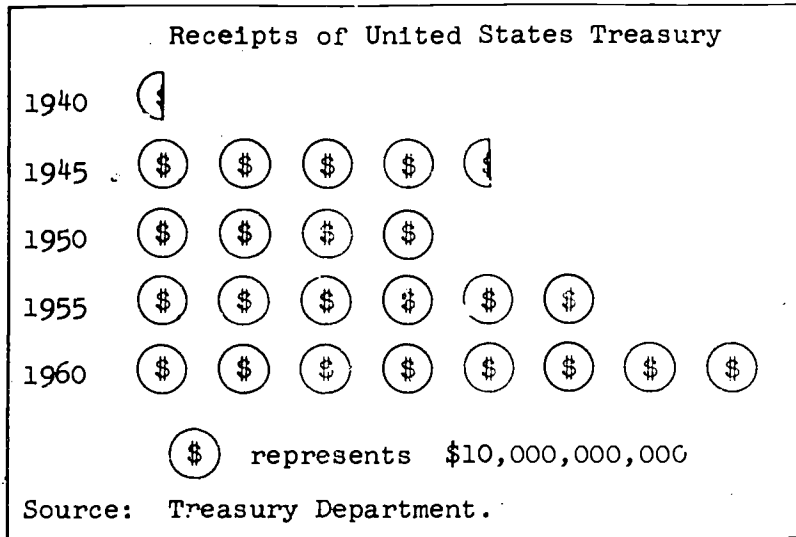 Receipts of United States Treasury
1940 $
1945 $ $ $ $ $
1950 $ $ $ $
1955 $ $ $ $ $ $
1960 $ $ $ $ $ $ $ $
$ represents $10,000,000,000
Source: Treasury Department.